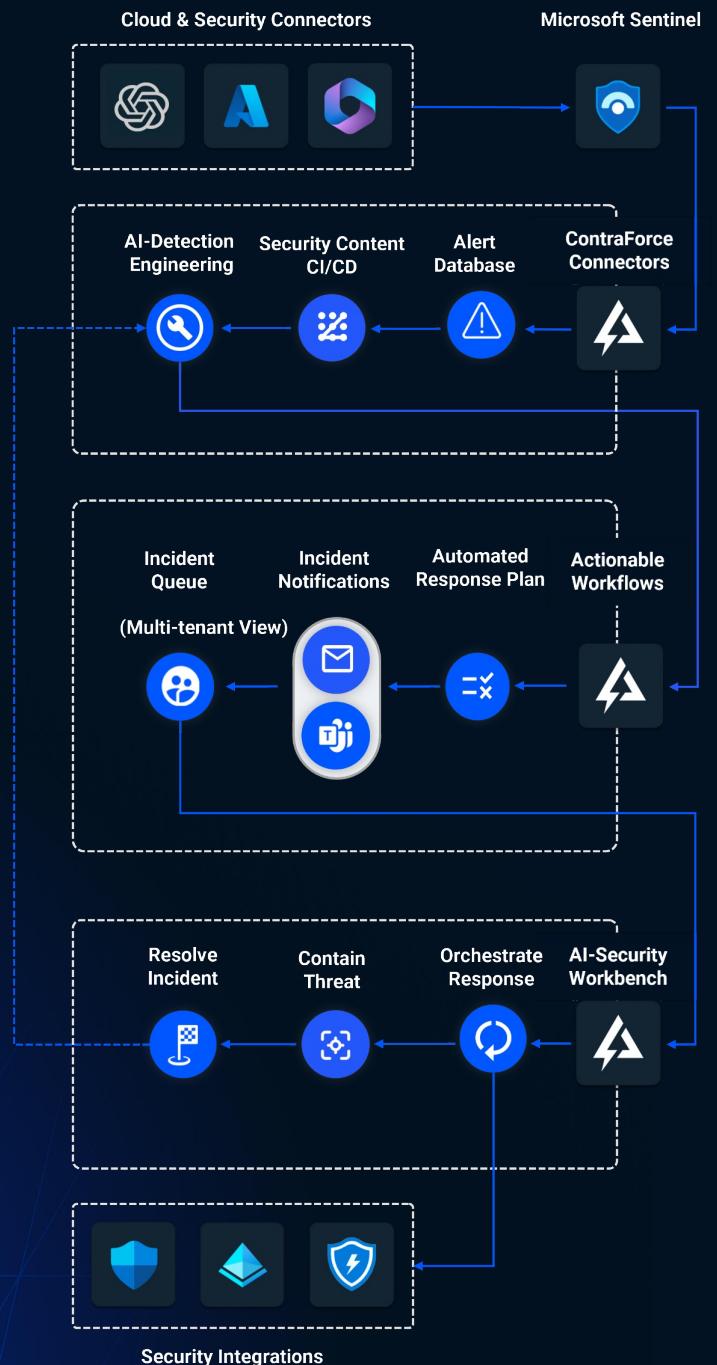 Cloud & Security Connectors
Microsoft Sentinel
AI-Detection
Engineering
Security Content
CI/CD
Alert
Database
ContraForce
Connectors
Incident
Queue
(Multi-tenant View)
Incident
Notifications
Automated
Response Plan
Actionable
Workflows
T
Resolve
Incident
Contain
Threat
Orchestrate
Response
AI-Security
Workbench
Security Integrations